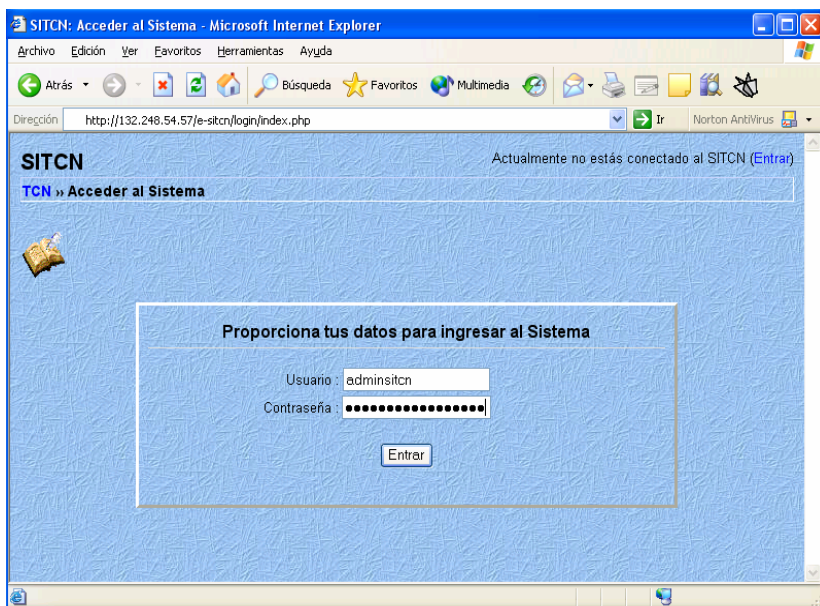 SITCN: Acceder al Sistema - Microsoft Internet Explorer
Archivo Edición Ver Favoritos Herramientas Ayuda
Atrás Búsqueda Favoritos Multimedia
Dirección http://132.248.54.57/e-sitcn/login/index.php Ir Norton AntiVirus
SITCN Actualmente no estás conectado al SITCN (Entrar)
TCN » Acceder al Sistema
Proporciona tus datos para ingresar al Sistema
Usuario : adminsitcn
Contraseña : ●●●●●●●●●●●●●●●●●
Entrar